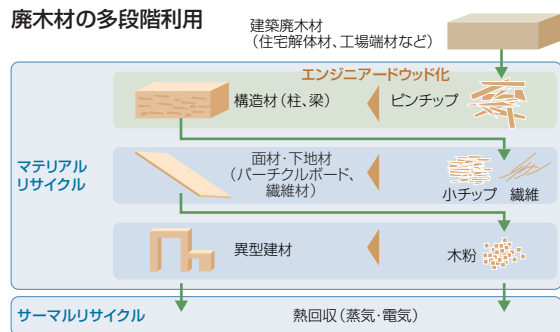 廃木材の多段階利用
建築廃木材
(住宅解体材、工場端材など)
エンジニアードウッド化
構造材(柱、梁)
ピンチップ
マテリアル
リサイクル
面材・下地材
(パーチクルボード、
繊維材)
小チップ 繊維
異型建材
木粉
サーマルリサイクル
熱回収(蒸気・電気)